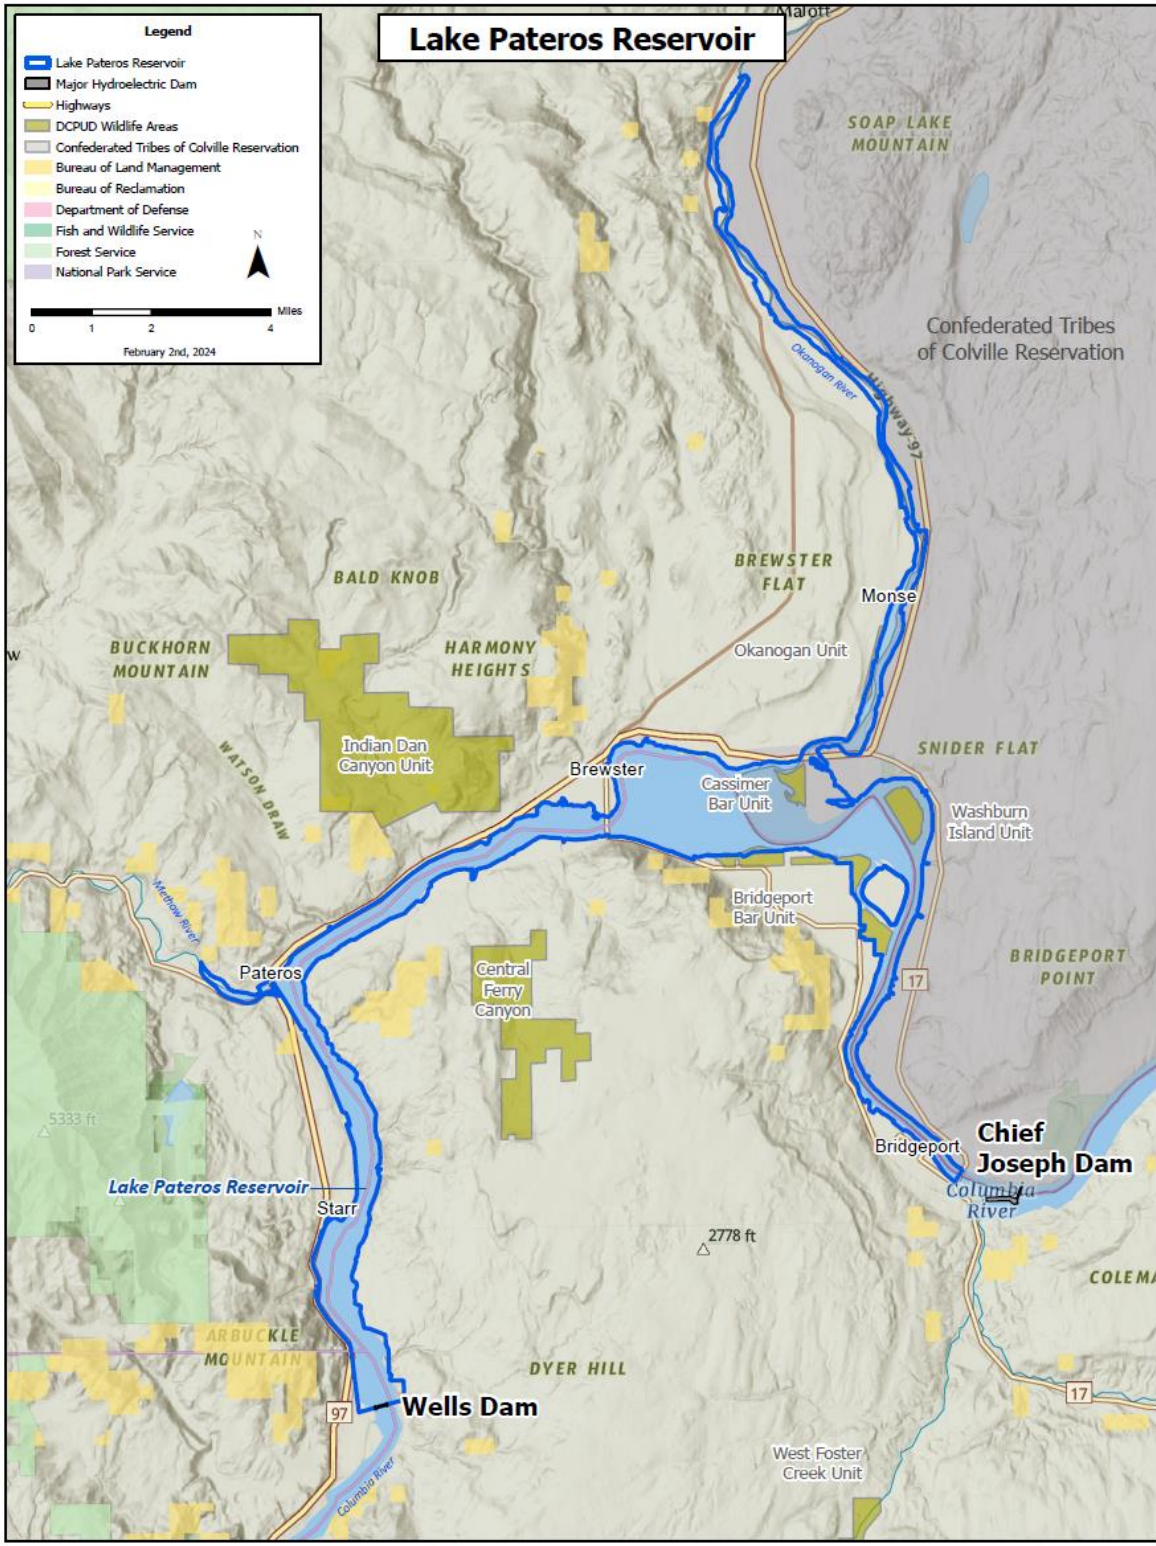 Malott
Lake Pateros Reservoir
Legend
Lake Pateros Reservoir
Major Hydroelectric Dam
Highways
DCPUD Wildlife Areas
Confederated Tribes of Colville Reservation
Bureau of Land Management
Bureau of Reclamation
Department of Defense
Fish and Wildlife Service
Forest Service
National Park Service
N
Miles
0 1 2 4
February 2nd, 2024
SOAP LAKE
MOUNTAIN
Confederated Tribes
of Colville Reservation
Okanogan River
Highway 97
BALD KNOB
BREWSTER
FLAT
Monse
BUCKHORN
MOUNTAIN
W
HARMONY
HEIGHTS
Okanogan Unit
Indian Dan
Canyon Unit
WATSON DRAW
Brewster
SNIDER FLAT
Cassimer
Bar Unit
Washburn
Island Unit
Methow River
Bridgeport
Bar Unit
Pateros
Central
Ferry
Canyon
17
BRIDGEPORT
POINT
5333 ft
Bridgeport
Chief
Joseph Dam
Columbia
River
Lake Pateros Reservoir
Starr
2778 ft
COLEMA
ARBUCKLE
MOUNTAIN
DYER HILL
97
Wells Dam
17
Columbia River
West Foster
Creek Unit